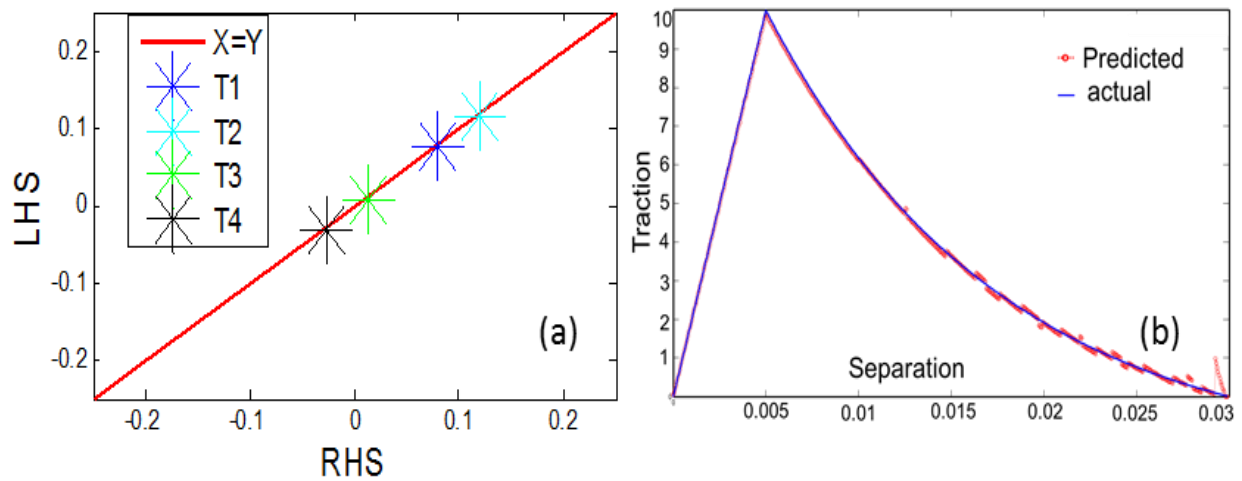 X=Y
T1
T2
T3
T4
0.2
0.1
0
-0.1
-0.2
LHS
-0.2
-0.1
0
0.1
0.2
RHS
(a)
10
9
8
7
6
5
4
3
2
1
Traction
Predicted
actual
Separation
(b)
0.005
0.01
0.015
0.02
0.025
0.03